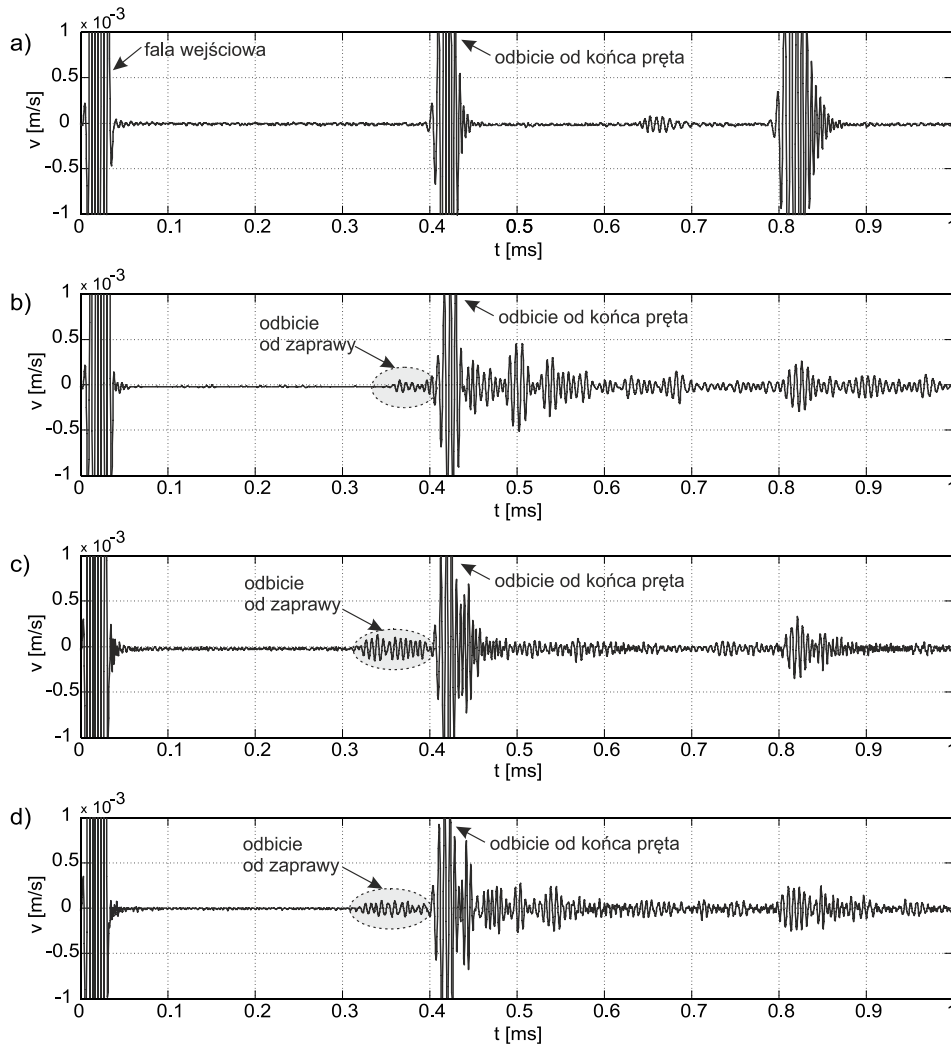 a)
× 10⁻³
1
0.5
0
-0.5
-1
v [m/s]
fala wejściowa
odbicie od końca pręta
0 0.1 0.2 0.3 0.4 0.5 0.6 0.7 0.8 0.9 1
t [ms]
b)
× 10⁻³
1
0.5
0
-0.5
-1
v [m/s]
odbicie
od zaprawy
odbicie od końca pręta
0 0.1 0.2 0.3 0.4 0.5 0.6 0.7 0.8 0.9 1
t [ms]
c)
× 10⁻³
1
0.5
0
-0.5
-1
v [m/s]
odbicie
od zaprawy
odbicie od końca pręta
0 0.1 0.2 0.3 0.4 0.5 0.6 0.7 0.8 0.9 1
t [ms]
d)
× 10⁻³
1
0.5
0
-0.5
-1
v [m/s]
odbicie
od zaprawy
odbicie od końca pręta
0 0.1 0.2 0.3 0.4 0.5 0.6 0.7 0.8 0.9 1
t [ms]